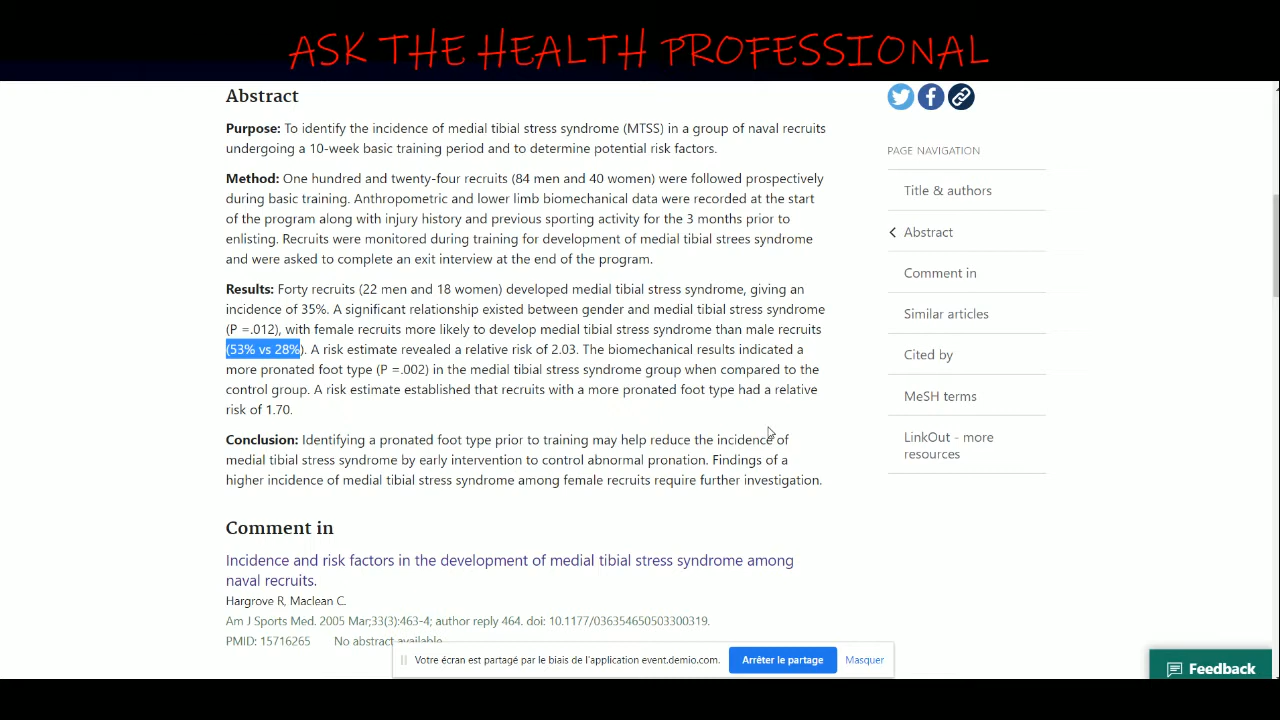 ASK THE HEALTH PROFESSIONAL
Abstract
Purpose: To identify the incidence of medial tibial stress syndrome (MTSS) in a group of naval recruits
undergoing a 10-week basic training period and to determine potential risk factors.
Method: One hundred and twenty-four recruits (84 men and 40 women) were followed prospectively
during basic training. Anthropometric and lower limb biomechanical data were recorded at the start
of the program along with injury history and previous sporting activity for the 3 months prior to
enlisting. Recruits were monitored during training for development of medial tibial strees syndrome
and were asked to complete an exit interview at the end of the program.
Results: Forty recruits (22 men and 18 women) developed medial tibial stress syndrome, giving an
incidence of 35%. A significant relationship existed between gender and medial tibial stress syndrome
(P =.012), with female recruits more likely to develop medial tibial stress syndrome than male recruits
(53% vs 28%). A risk estimate revealed a relative risk of 2.03. The biomechanical results indicated a
more pronated foot type (P =.002) in the medial tibial stress syndrome group when compared to the
control group. A risk estimate established that recruits with a more pronated foot type had a relative
risk of 1.70.
Conclusion: Identifying a pronated foot type prior to training may help reduce the incidence of
medial tibial stress syndrome by early intervention to control abnormal pronation. Findings of a
higher incidence of medial tibial stress syndrome among female recruits require further investigation.
Comment in
Incidence and risk factors in the development of medial tibial stress syndrome among
naval recruits.
Hargrove R, Maclean C.
Am J Sports Med. 2005 Mar;33(3):463-4; author reply 464. doi: 10.1177/036354650503300319.
PMID: 15716265 No abstract available.
PAGE NAVIGATION
Title & authors
Abstract
Comment in
Similar articles
Cited by
MeSH terms
LinkOut - more
resources
Votre écran est partagé par le biais de l'application event.demio.com.
Arrêter le partage
Masquer
Feedback